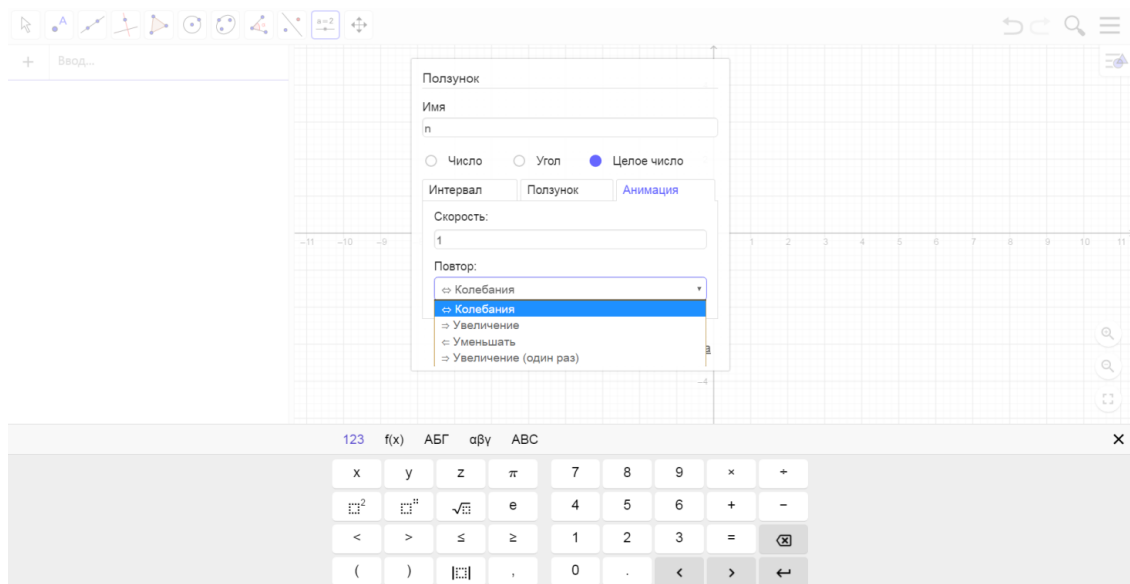 A
a=2
Ввод...
Ползунок
Имя
n
Число Угол Целое число
Интервал Ползунок Анимация
Скорость:
1
Повтор:
⇔ Колебания
⇔ Колебания
⇒ Увеличение
⇐ Уменьшать
⇒ Увеличение (один раз)
–11 –10 –9 1 2 3 4 5 6 7 8 9 10 11
–4
123 f(x) АБГ αβγ ABC
x y z π 7 8 9 × ÷
2 √ e 4 5 6 + −
< > ≤ ≥ 1 2 3 =
( ) | | , 0 . < >